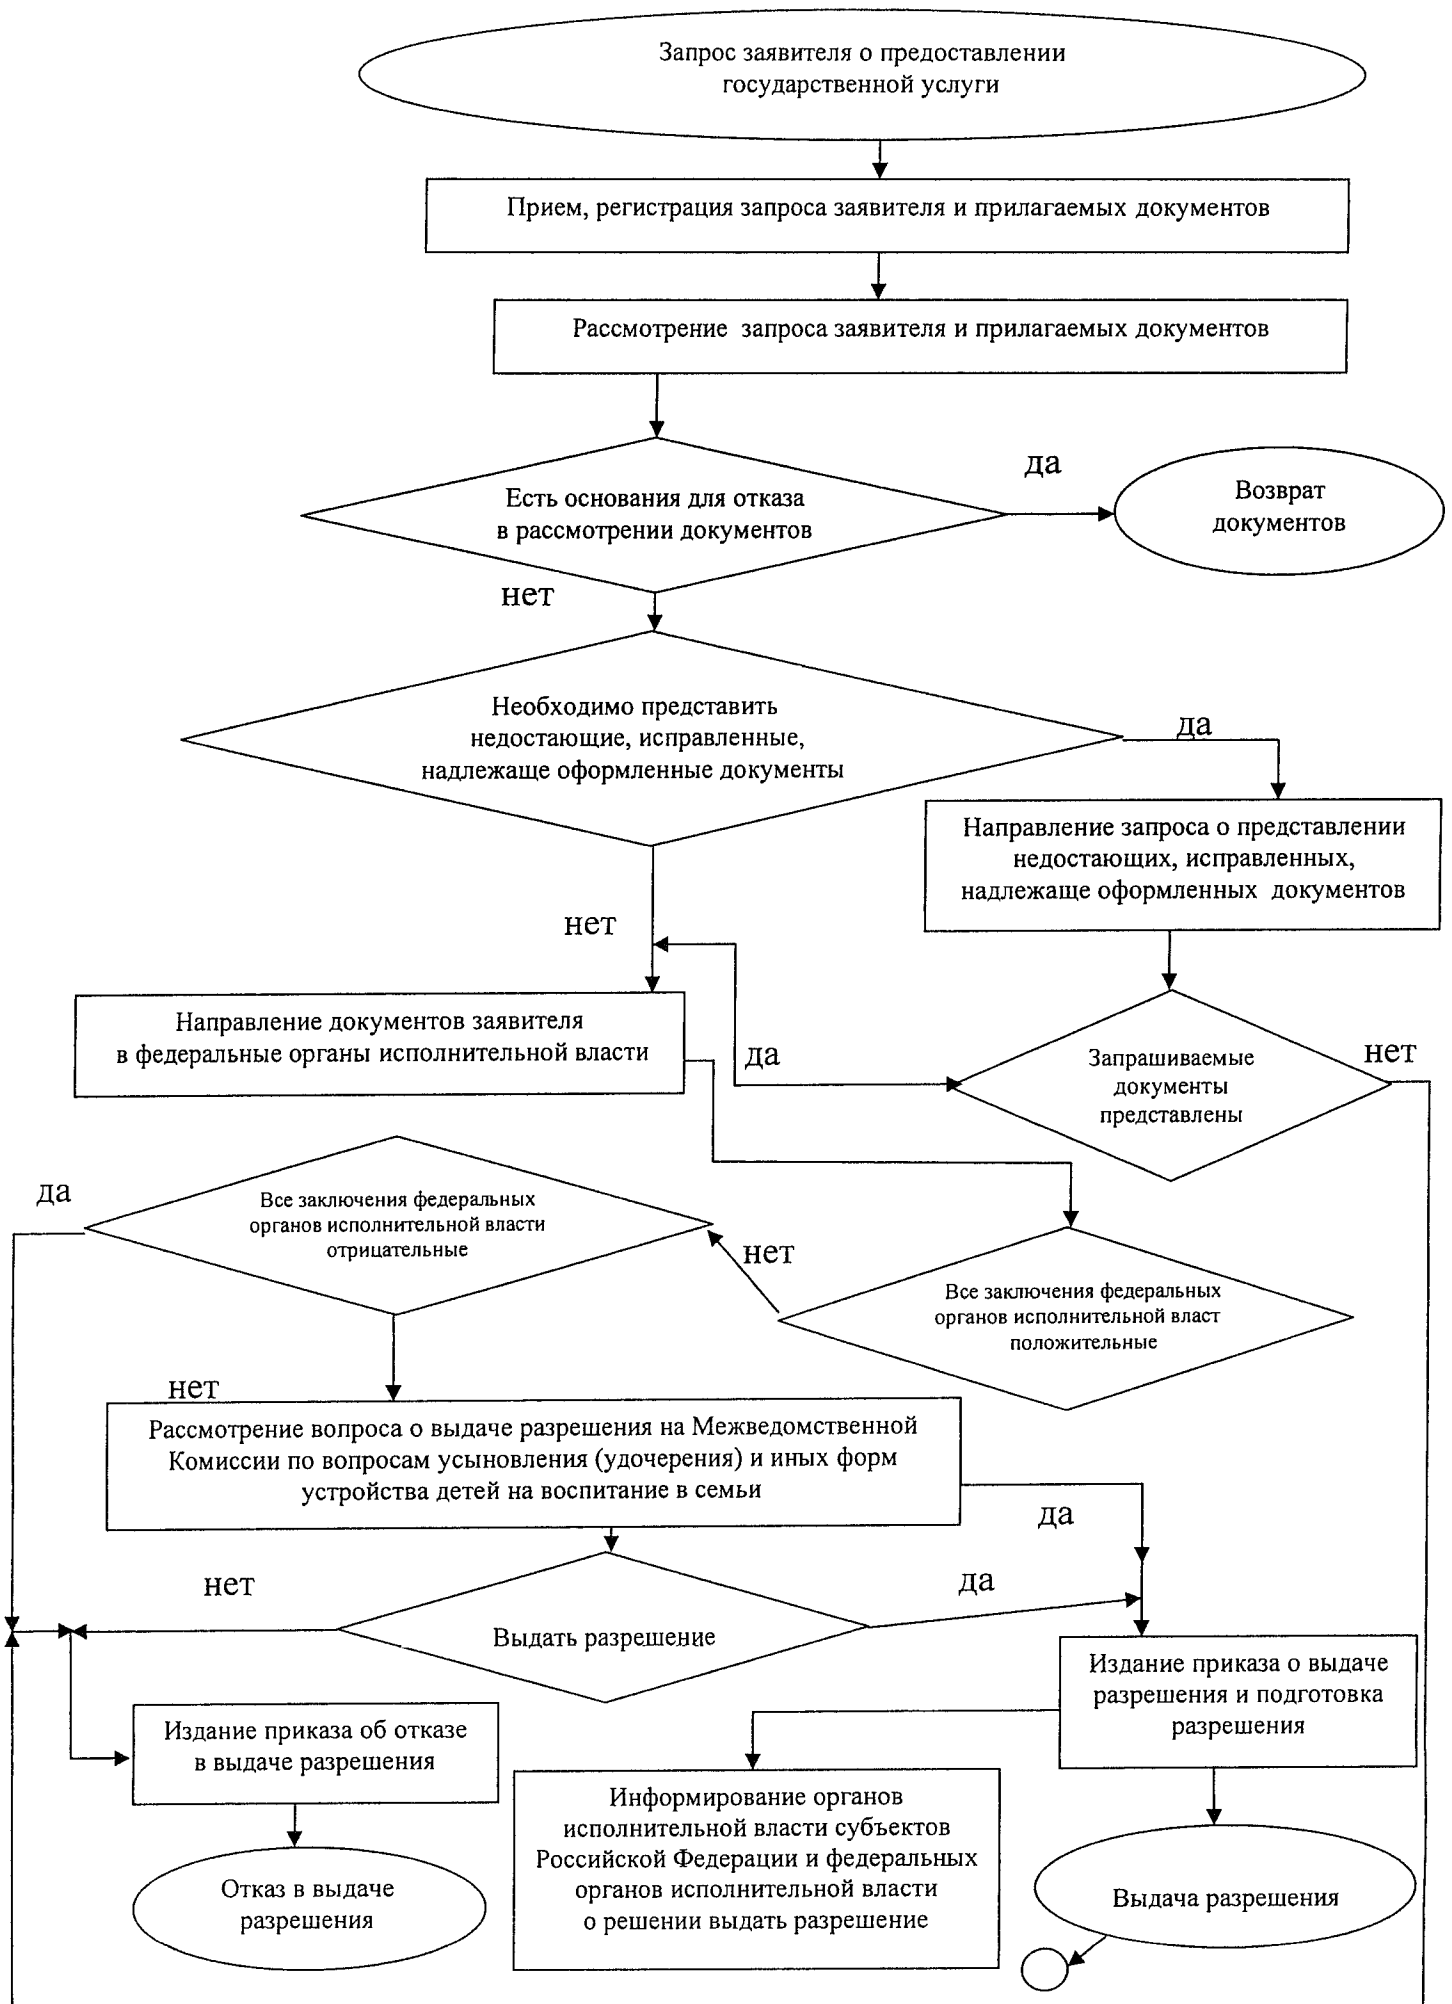 Запрос заявителя о предоставлении
государственной услуги
Прием, регистрация запроса заявителя и прилагаемых документов
Рассмотрение запроса заявителя и прилагаемых документов
Есть основания для отказа
в рассмотрении документов
да
Возврат
документов
нет
Необходимо представить
недостающие, исправленные,
надлежаще оформленные документы
да
Направление запроса о представлении
недостающих, исправленных,
надлежаще оформленных документов
нет
Направление документов заявителя
в федеральные органы исполнительной власти
да
Запрашиваемые
документы
представлены
нет
да
Все заключения федеральных
органов исполнительной власти
отрицательные
нет
Все заключения федеральных
органов исполнительной власт
положительные
нет
Рассмотрение вопроса о выдаче разрешения на Межведомственной
Комиссии по вопросам усыновления (удочерения) и иных форм
устройства детей на воспитание в семьи
да
нет
да
Выдать разрешение
Издание приказа о выдаче
разрешения и подготовка
разрешения
Издание приказа об отказе
в выдаче разрешения
Информирование органов
исполнительной власти субъектов
Российской Федерации и федеральных
органов исполнительной власти
о решении выдать разрешение
Отказ в выдаче
разрешения
Выдача разрешения